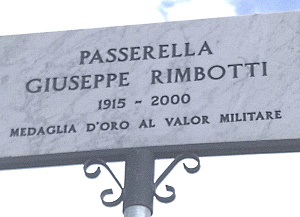 PASSERELLA
GIUSEPPE RIMBOTTI
1915 - 2000
MEDAGLIA D'ORO AL VALOR MILITARE